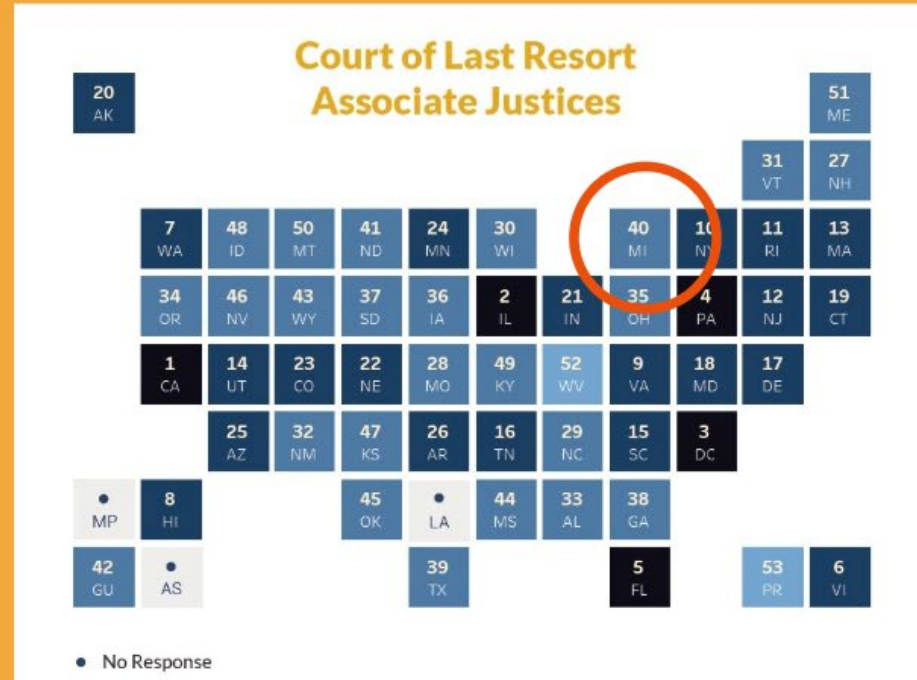 Court of Last Resort
Associate Justices
20
AK
51
ME
31
VT
27
NH
7
WA
48
ID
50
MT
41
ND
24
MN
30
WI
40
MI
10
NY
11
RI
13
MA
34
OR
46
NV
43
WY
37
SD
36
IA
2
IL
21
IN
35
OH
4
PA
12
NJ
19
CT
1
CA
14
UT
23
CO
22
NE
28
MO
49
KY
52
WV
9
VA
18
MD
17
DE
25
AZ
32
NM
47
KS
26
AR
16
TN
29
NC
15
SC
3
DC
•
MP
8
HI
45
OK
•
LA
44
MS
33
AL
38
GA
42
GU
•
AS
39
TX
5
FL
53
PR
6
VI
• No Response